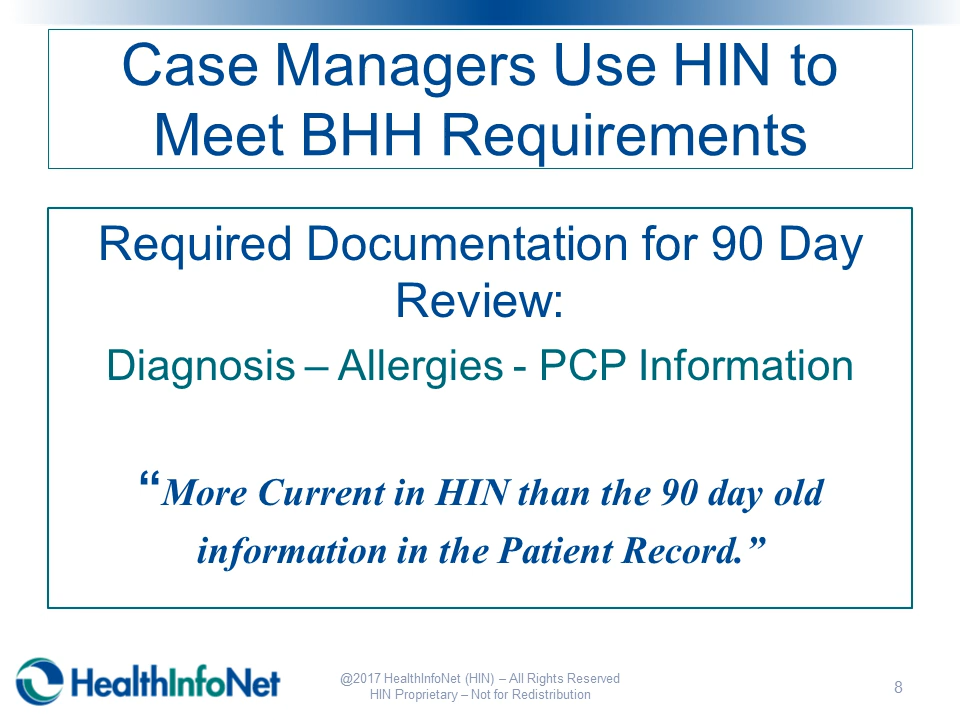 Case Managers Use HIN to
Meet BHH Requirements
Required Documentation for 90 Day
Review:
Diagnosis – Allergies - PCP Information
“More Current in HIN than the 90 day old
information in the Patient Record.”
HealthInfoNet
@2017 HealthInfoNet (HIN) – All Rights Reserved
HIN Proprietary – Not for Redistribution
8